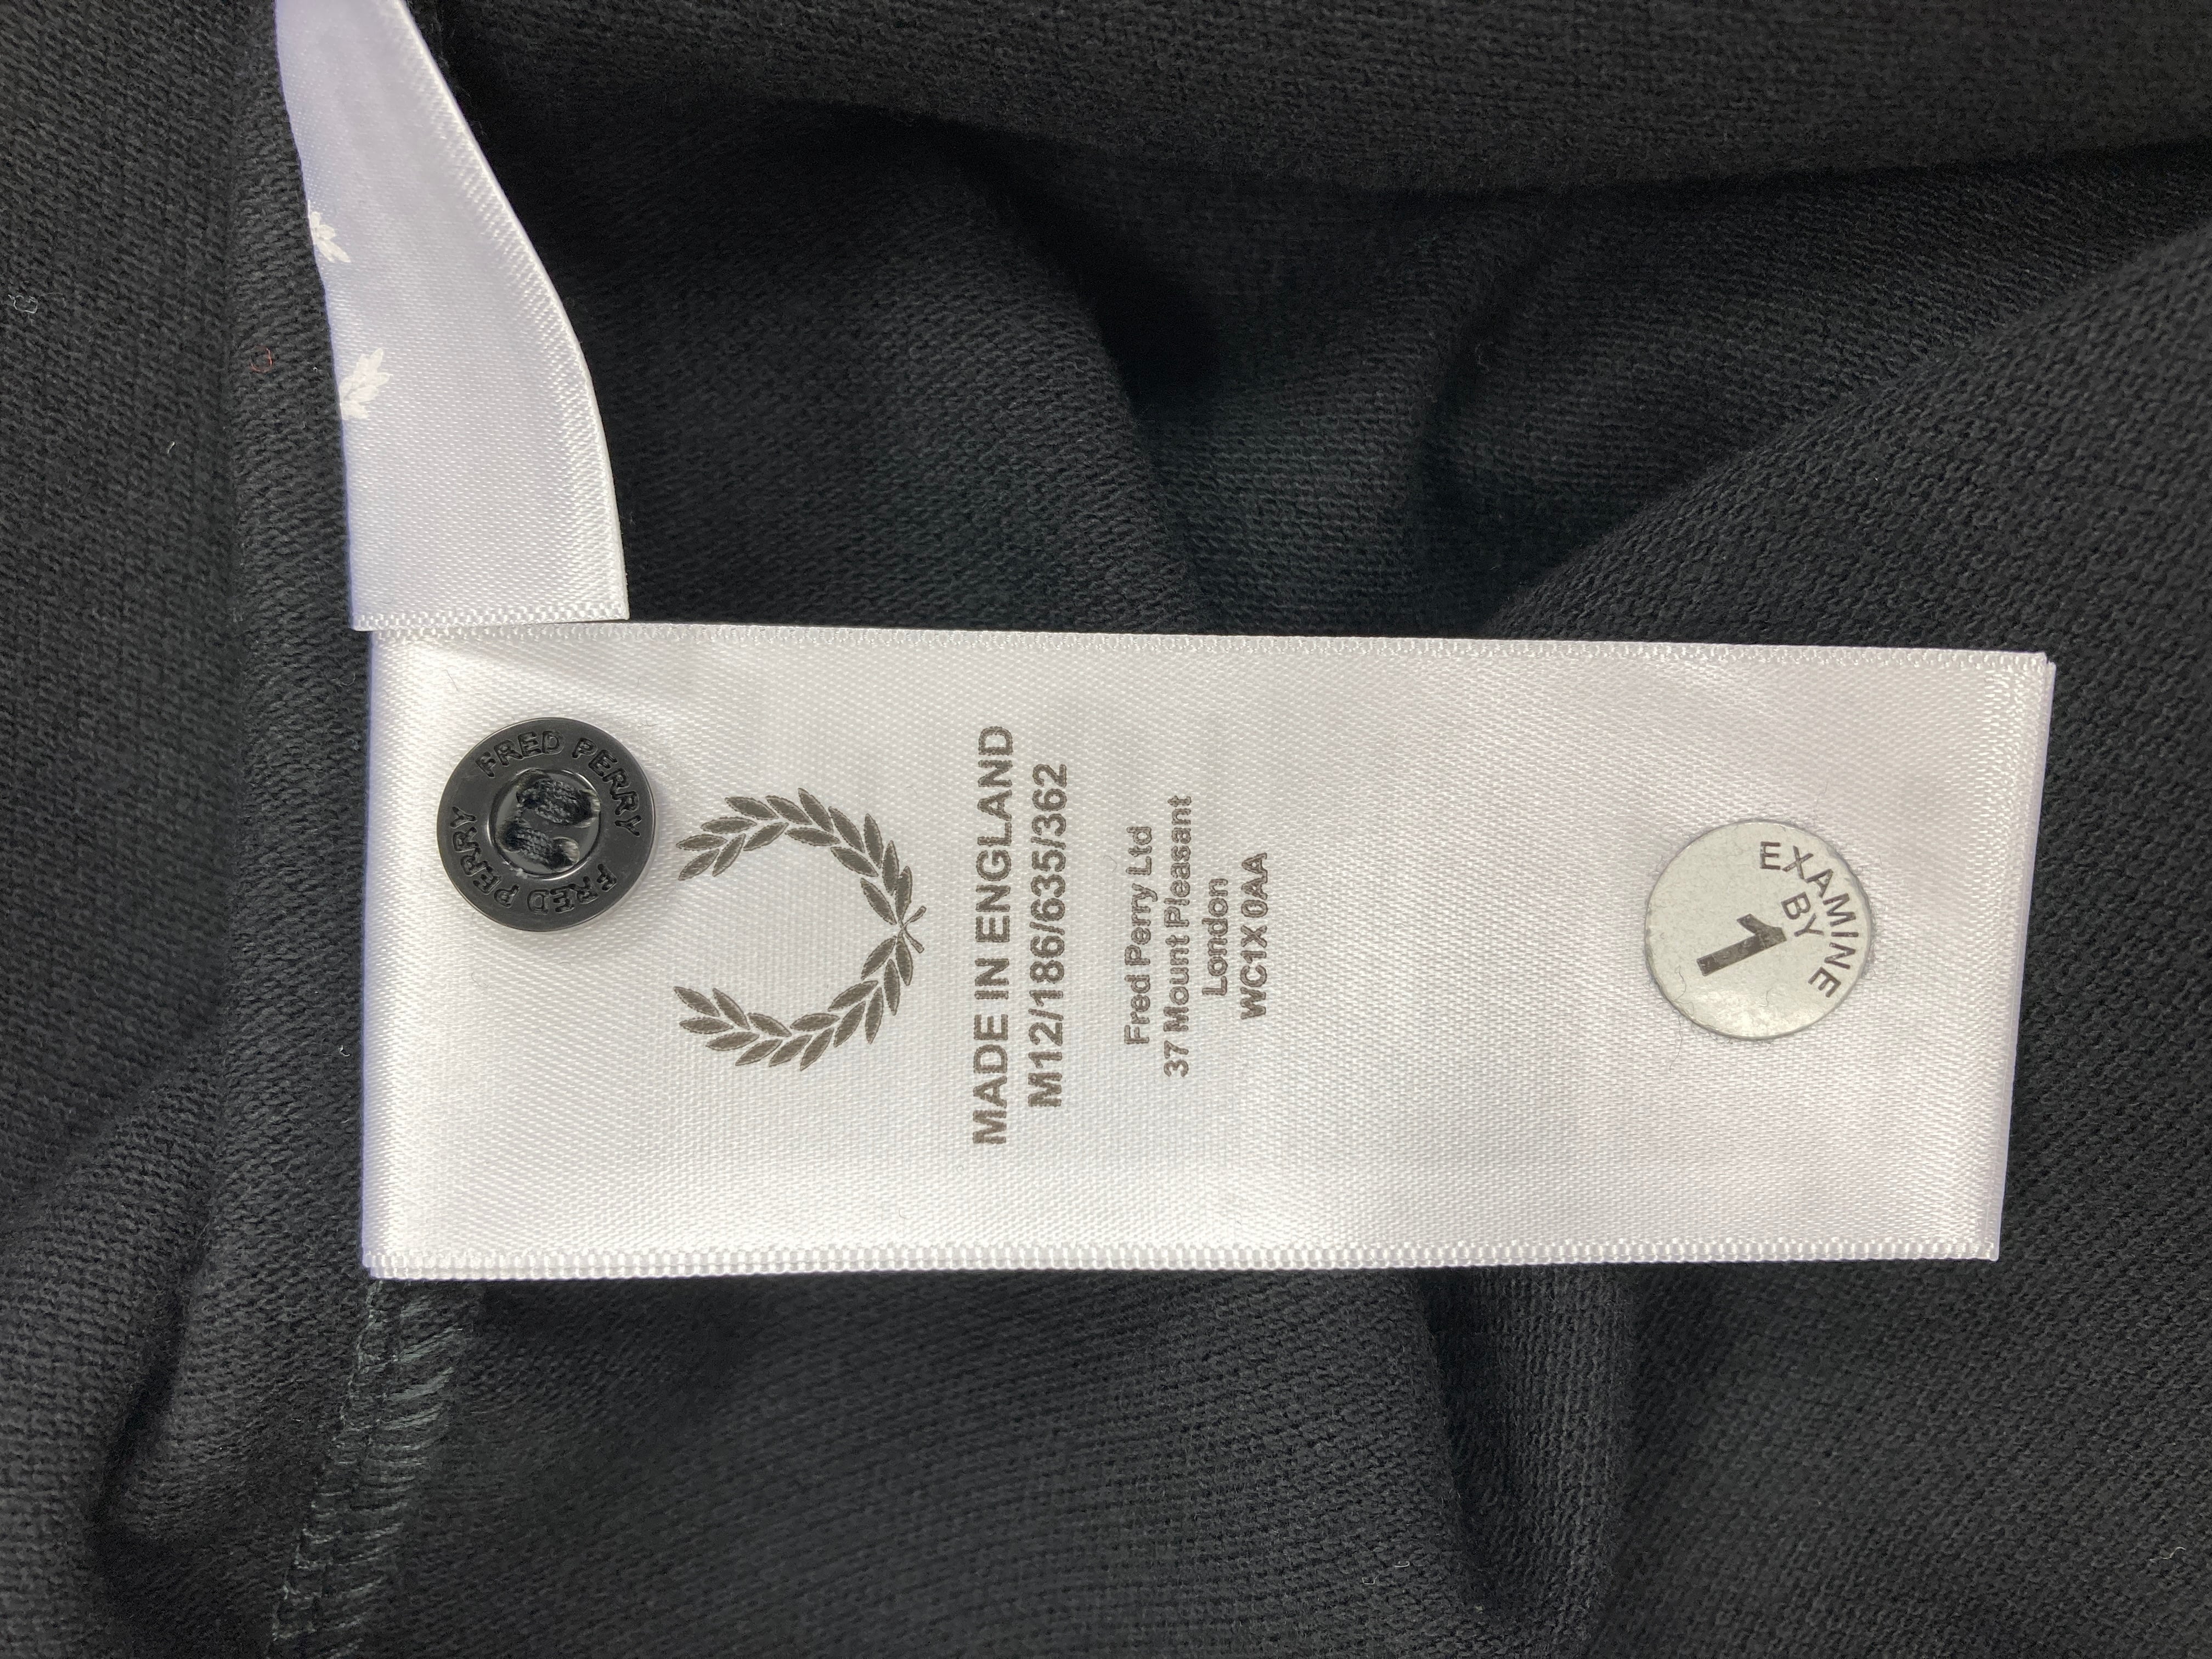 FRED PERRY FRED PERRY
MADE IN ENGLAND
M12/186/635/362
Fred Perry Ltd
37 Mount Pleasant
London
WC1X 0AA
EXAMINE
BY
1